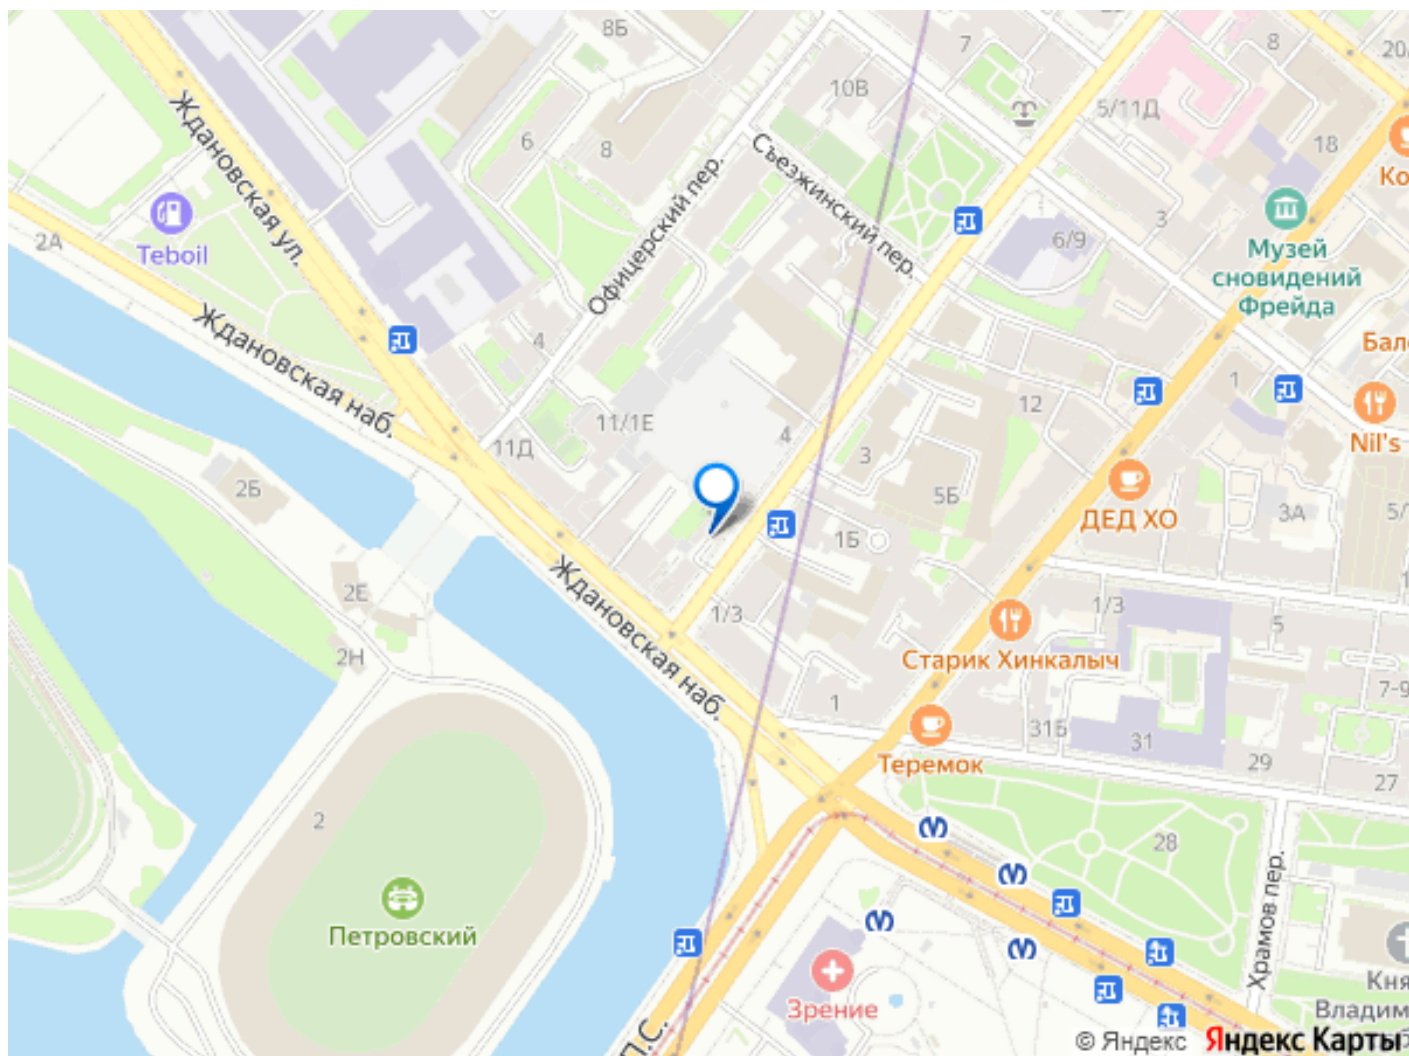 8Б
7
8
20/
10В
5/11Д
6
8
18
Ко
Ждановская ул.
Съезжинский пер.
Офицерский пер.
3
2А
Teboil
6/9
Музей
сновидений
Фрейда
Ждановская наб.
4
Бал
1
12
11/1Е
11Д
4
3
Nil's
2Б
5Б
3А
5/
ДЕД ХО
1Б
Ждановская наб.
2Е
1/3
1/3
5
2Н
Старик Хинкалыч
7-9
1
31Б
31
29
27
Теремок
2
28
Храмов пер.
Петровский
Зрение
Кня
Владим
П.С.
© Яндекс Яндекс Карты